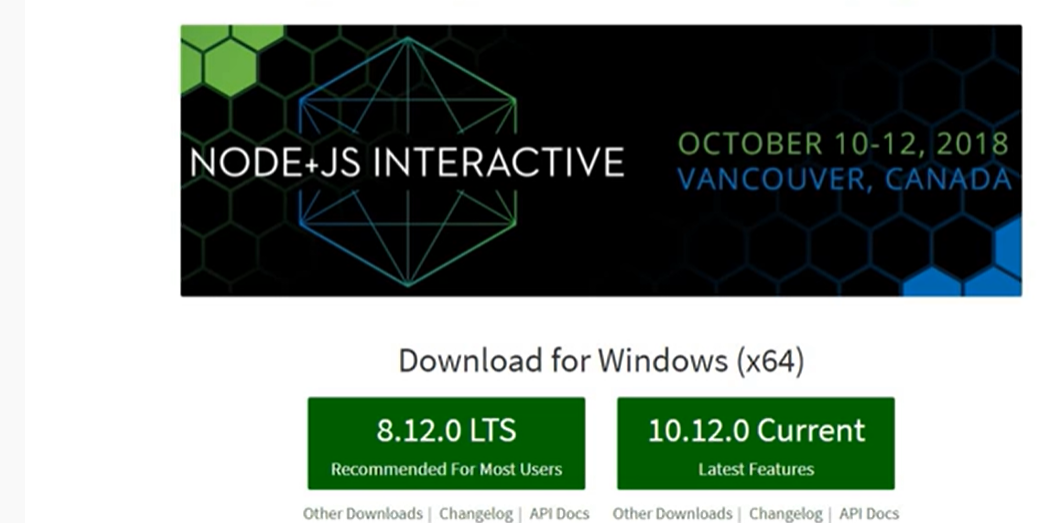 NODE+JS INTERACTIVE
OCTOBER 10-12, 2018
VANCOUVER, CANADA
Download for Windows (x64)
8.12.0 LTS
Recommended For Most Users
10.12.0 Current
Latest Features
Other Downloads | Changelog | API Docs
Other Downloads | Changelog | API Docs